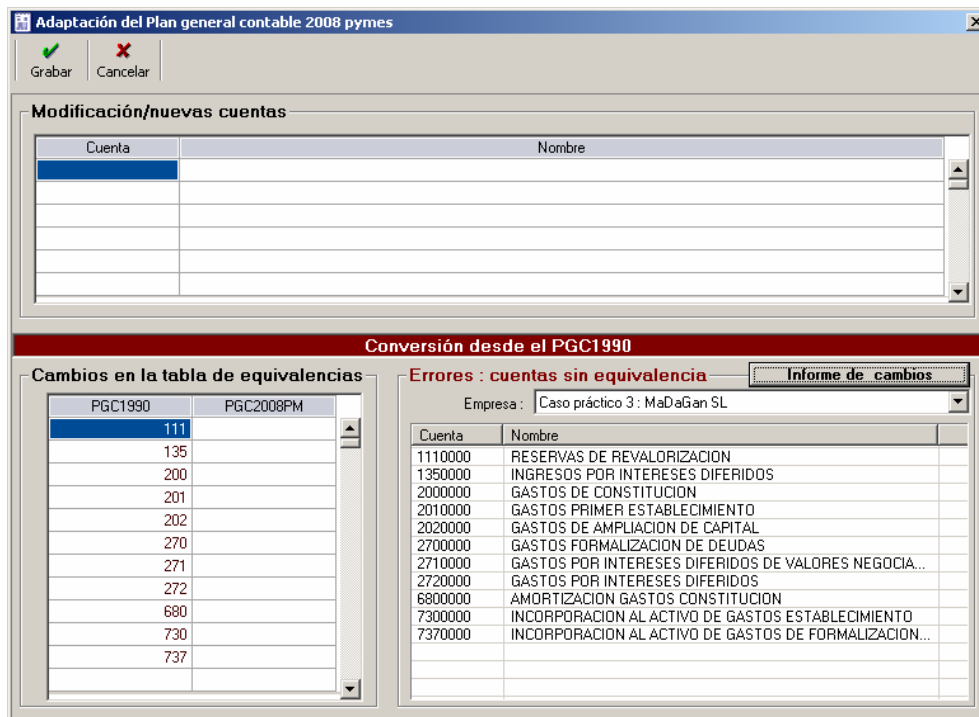 Adaptación del Plan general contable 2008 pymes
Grabar Cancelar
Modificación/nuevas cuentas
Cuenta Nombre
Conversión desde el PGC1990
Cambios en la tabla de equivalencias
PGC1990 PGC2008PM
111
135
200
201
202
270
271
272
680
730
737
Errores : cuentas sin equivalencia
Informe de cambios
Empresa : Caso práctico 3 : MaDaGan SL
Cuenta Nombre
1110000 RESERVAS DE REVALORIZACION
1350000 INGRESOS POR INTERESES DIFERIDOS
2000000 GASTOS DE CONSTITUCION
2010000 GASTOS PRIMER ESTABLECIMIENTO
2020000 GASTOS DE AMPLIACION DE CAPITAL
2700000 GASTOS FORMALIZACION DE DEUDAS
2710000 GASTOS POR INTERESES DIFERIDOS DE VALORES NEGOCIA...
2720000 GASTOS POR INTERESES DIFERIDOS
6800000 AMORTIZACION GASTOS CONSTITUCION
7300000 INCORPORACION AL ACTIVO DE GASTOS ESTABLECIMIENTO
7370000 INCORPORACION AL ACTIVO DE GASTOS DE FORMALIZACION...